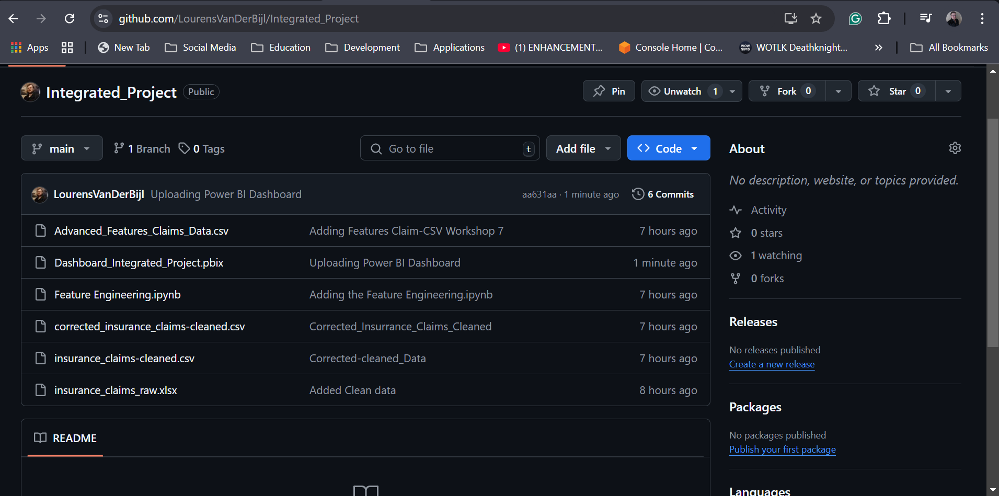 github.com/LourensVanDerBijl/Integrated_Project
Apps New Tab Social Media Education Development Applications (1) ENHANCEMENT... Console Home | Co... WOW SIMS WOTLK Deathknight... » All Bookmarks
Integrated_Project Public Pin Unwatch 1 Fork 0 Star 0
main 1 Branch 0 Tags Go to file t Add file <> Code About
No description, website, or topics provided.
LourensVanDerBijl Uploading Power BI Dashboard aa631aa · 1 minute ago 6 Commits
Activity
Advanced_Features_Claims_Data.csv Adding Features Claim-CSV Workshop 7 7 hours ago
0 stars
1 watching
Dashboard_Integrated_Project.pbix Uploading Power BI Dashboard 1 minute ago
0 forks
Feature Engineering.ipynb Adding the Feature Engineering.ipynb 7 hours ago
Releases
corrected_insurance_claims-cleaned.csv Corrected_Insurrance_Claims_Cleaned 7 hours ago
No releases published
insurance_claims-cleaned.csv Corrected-cleaned_Data 7 hours ago
Create a new release
insurance_claims_raw.xlsx Added Clean data 8 hours ago
Packages
No packages published
README
Publish your first package
Languages